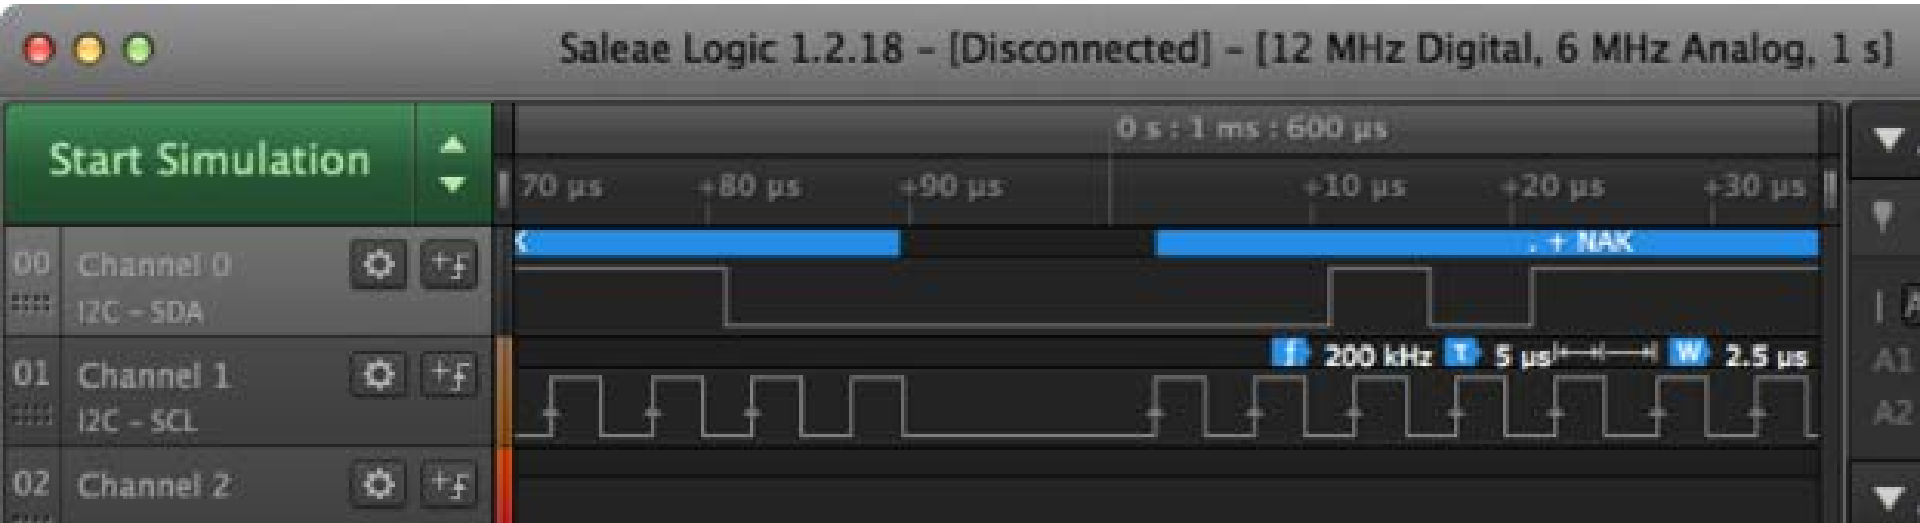 Saleae Logic 1.2.18 – [Disconnected] – [12 MHz Digital, 6 MHz Analog, 1 s]
Start Simulation
0 s : 1 ms : 600 µs
70 µs +80 µs +90 µs +10 µs +20 µs +30 µs
00 Channel 0
. + NAK
I2C – SDA
f 200 kHz T 5 µs W 2.5 µs
01 Channel 1
I2C – SCL
A1
A2
02 Channel 2